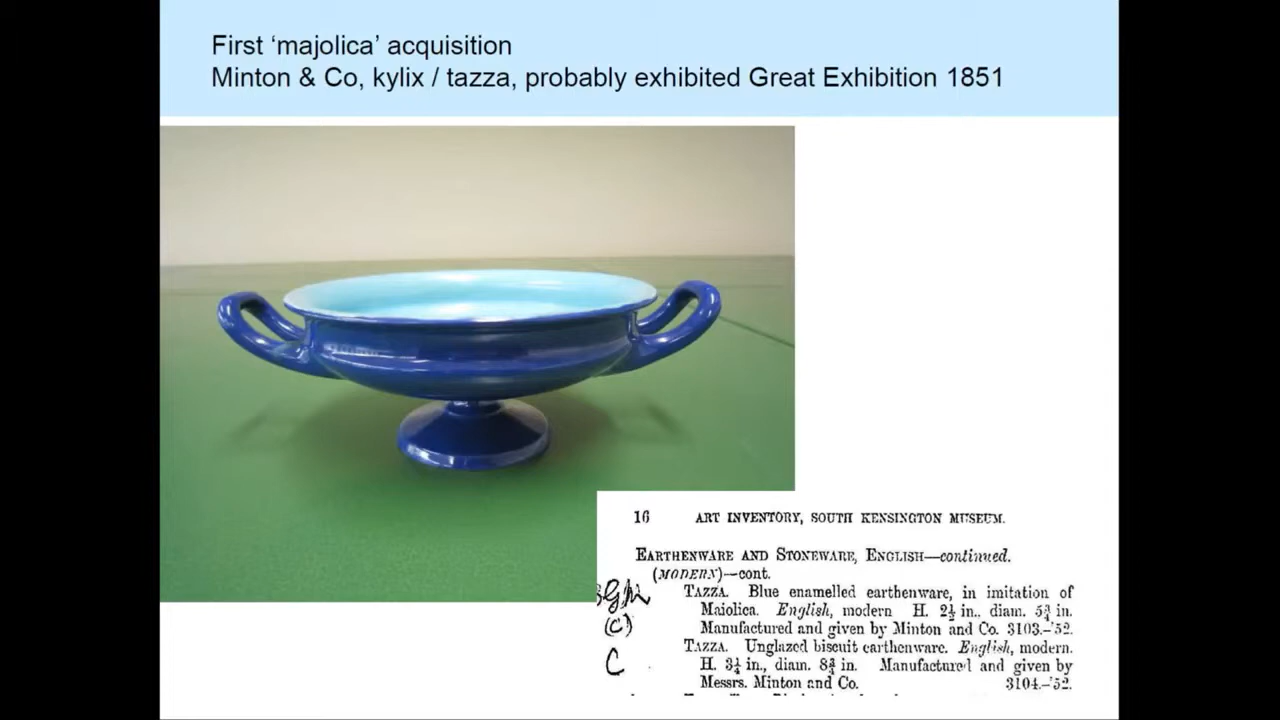 First ‘majolica’ acquisition
Minton & Co, kylix / tazza, probably exhibited Great Exhibition 1851
16 ART INVENTORY, SOUTH KENSINGTON MUSEUM.
EARTHENWARE AND STONEWARE, ENGLISH—continued.
(MODERN)—cont.
TAZZA. Blue enamelled earthenware, in imitation of
Maiolica. English, modern H. 2½ in., diam. 5¾ in.
(C) Manufactured and given by Minton and Co. 3103.–'52.
TAZZA. Unglazed biscuit earthenware. English, modern.
C H. 3¼ in., diam. 8¾ in. Manufactured and given by
Messrs. Minton and Co. 3104.–'52.